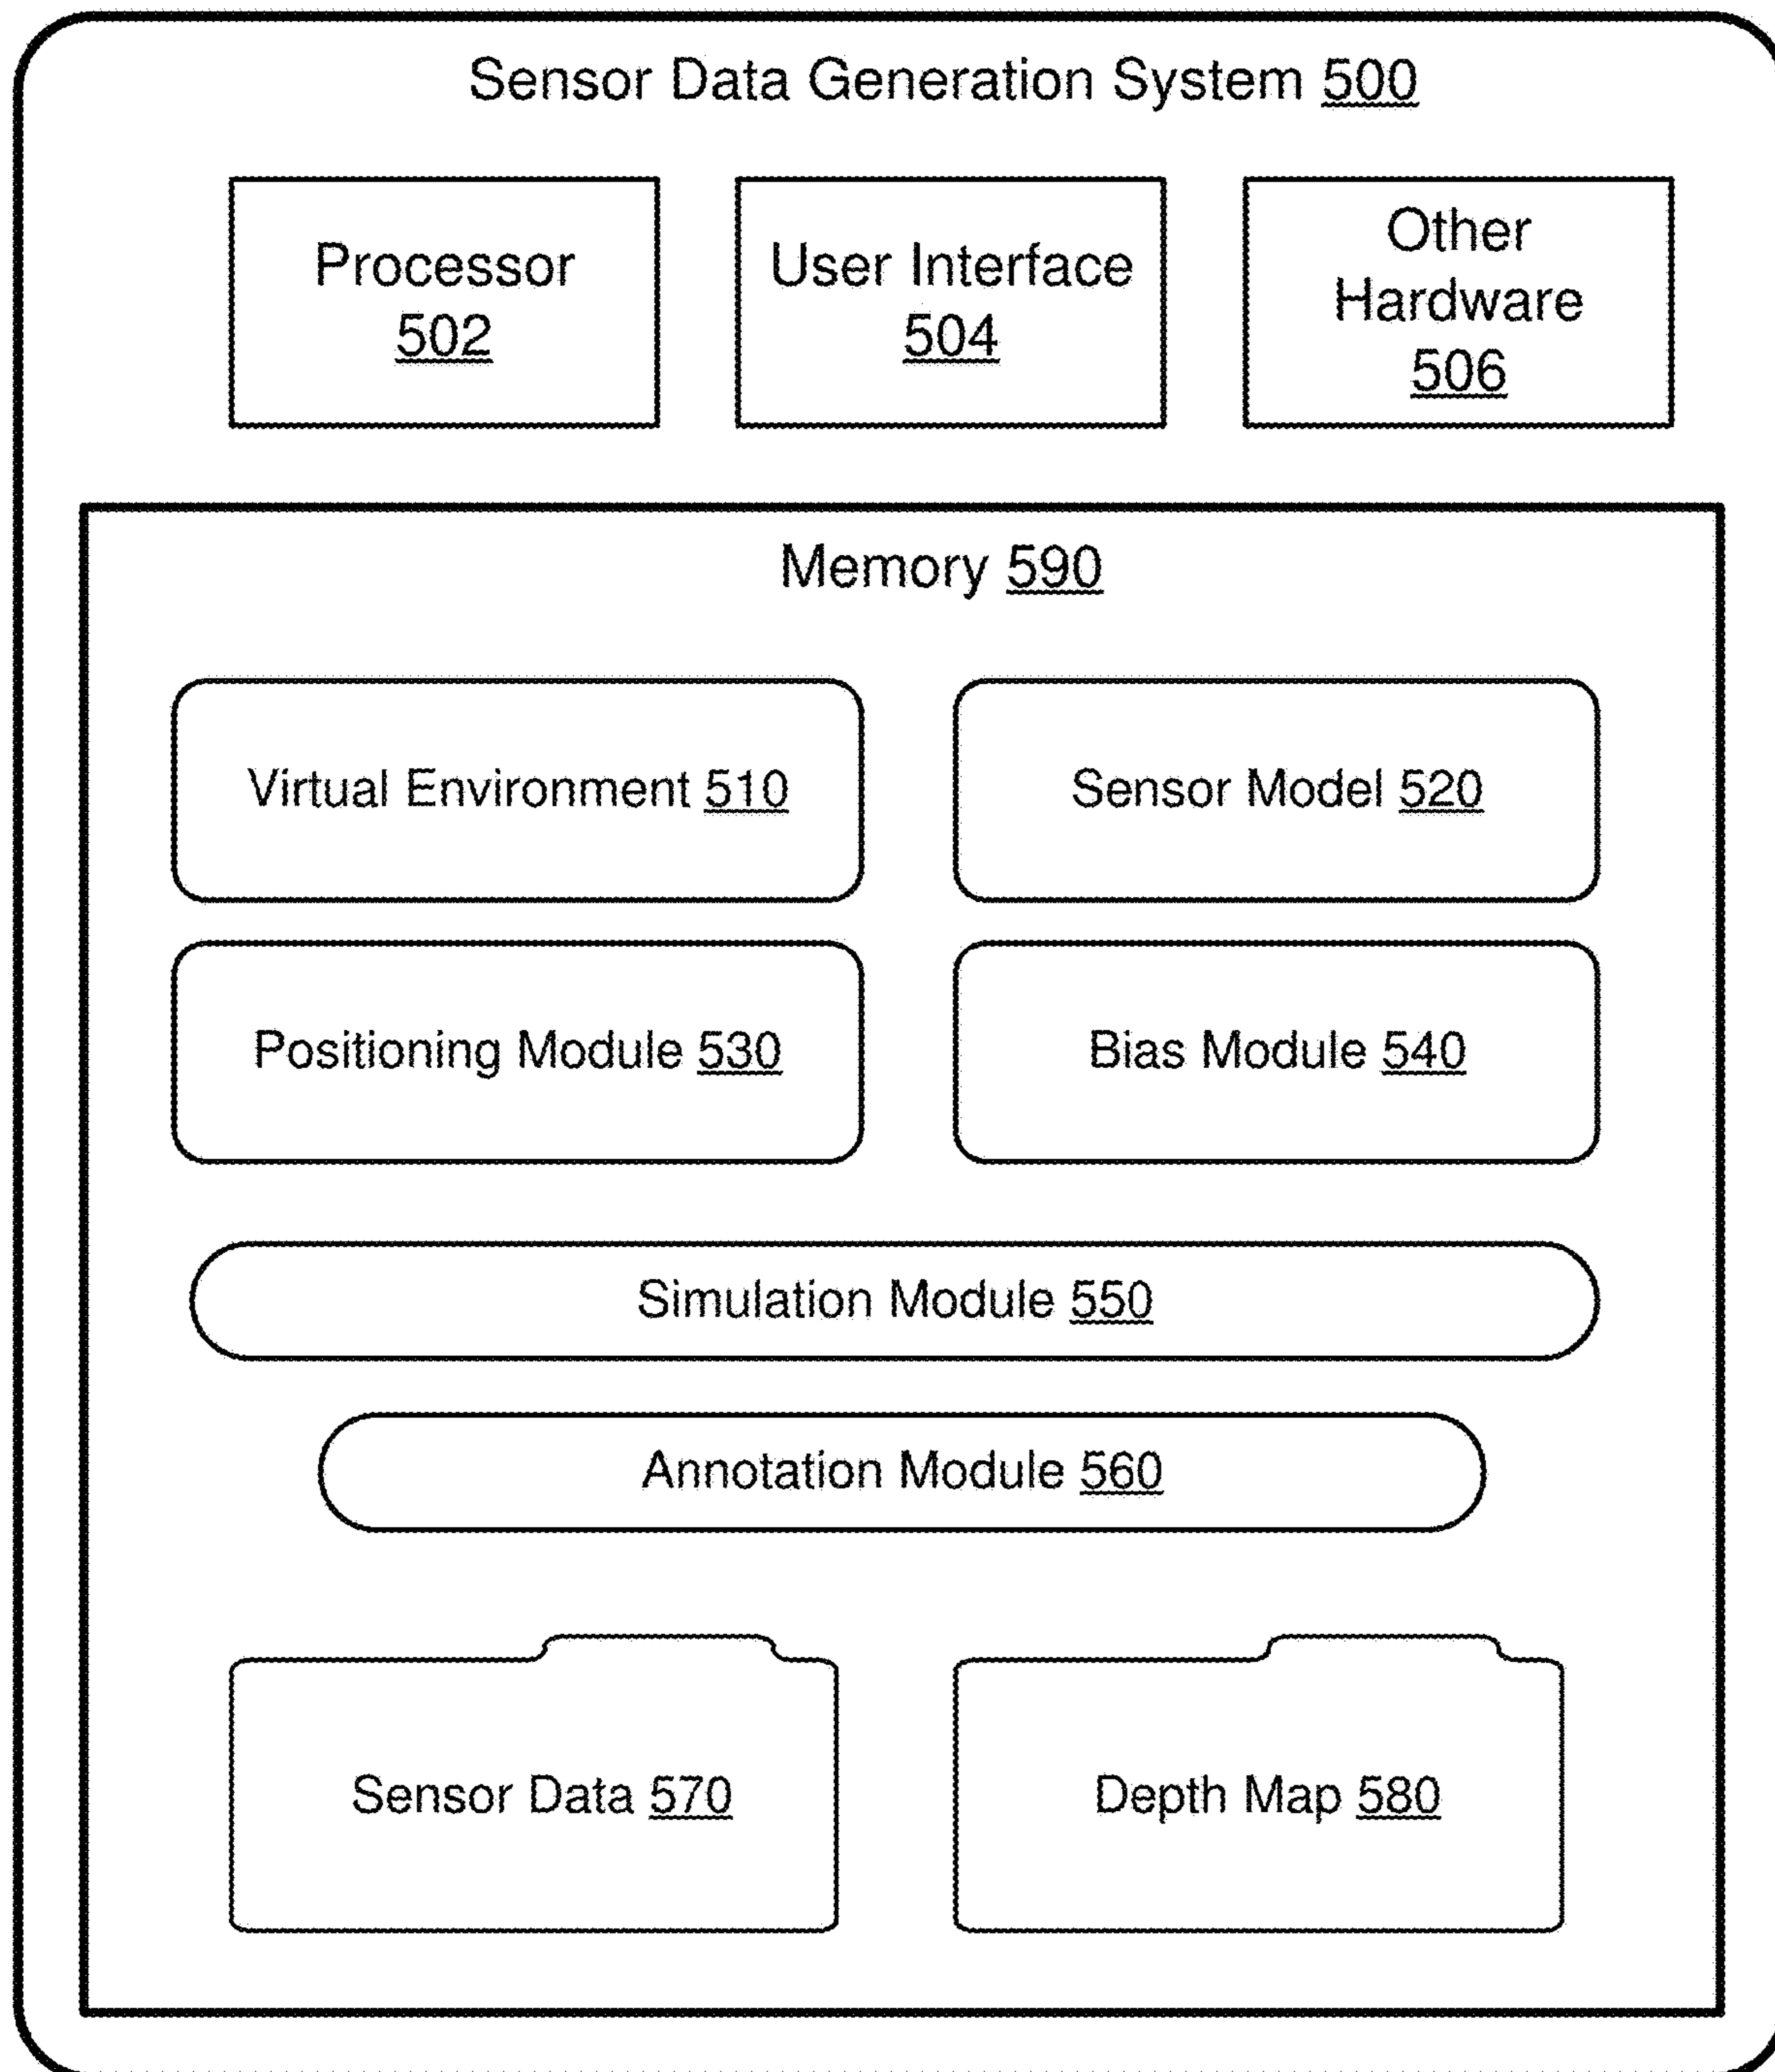 Sensor Data Generation System 500
Processor
502
User Interface
504
Other
Hardware
506
Memory 590
Virtual Environment 510
Sensor Model 520
Positioning Module 530
Bias Module 540
Simulation Module 550
Annotation Module 560
Sensor Data 570
Depth Map 580